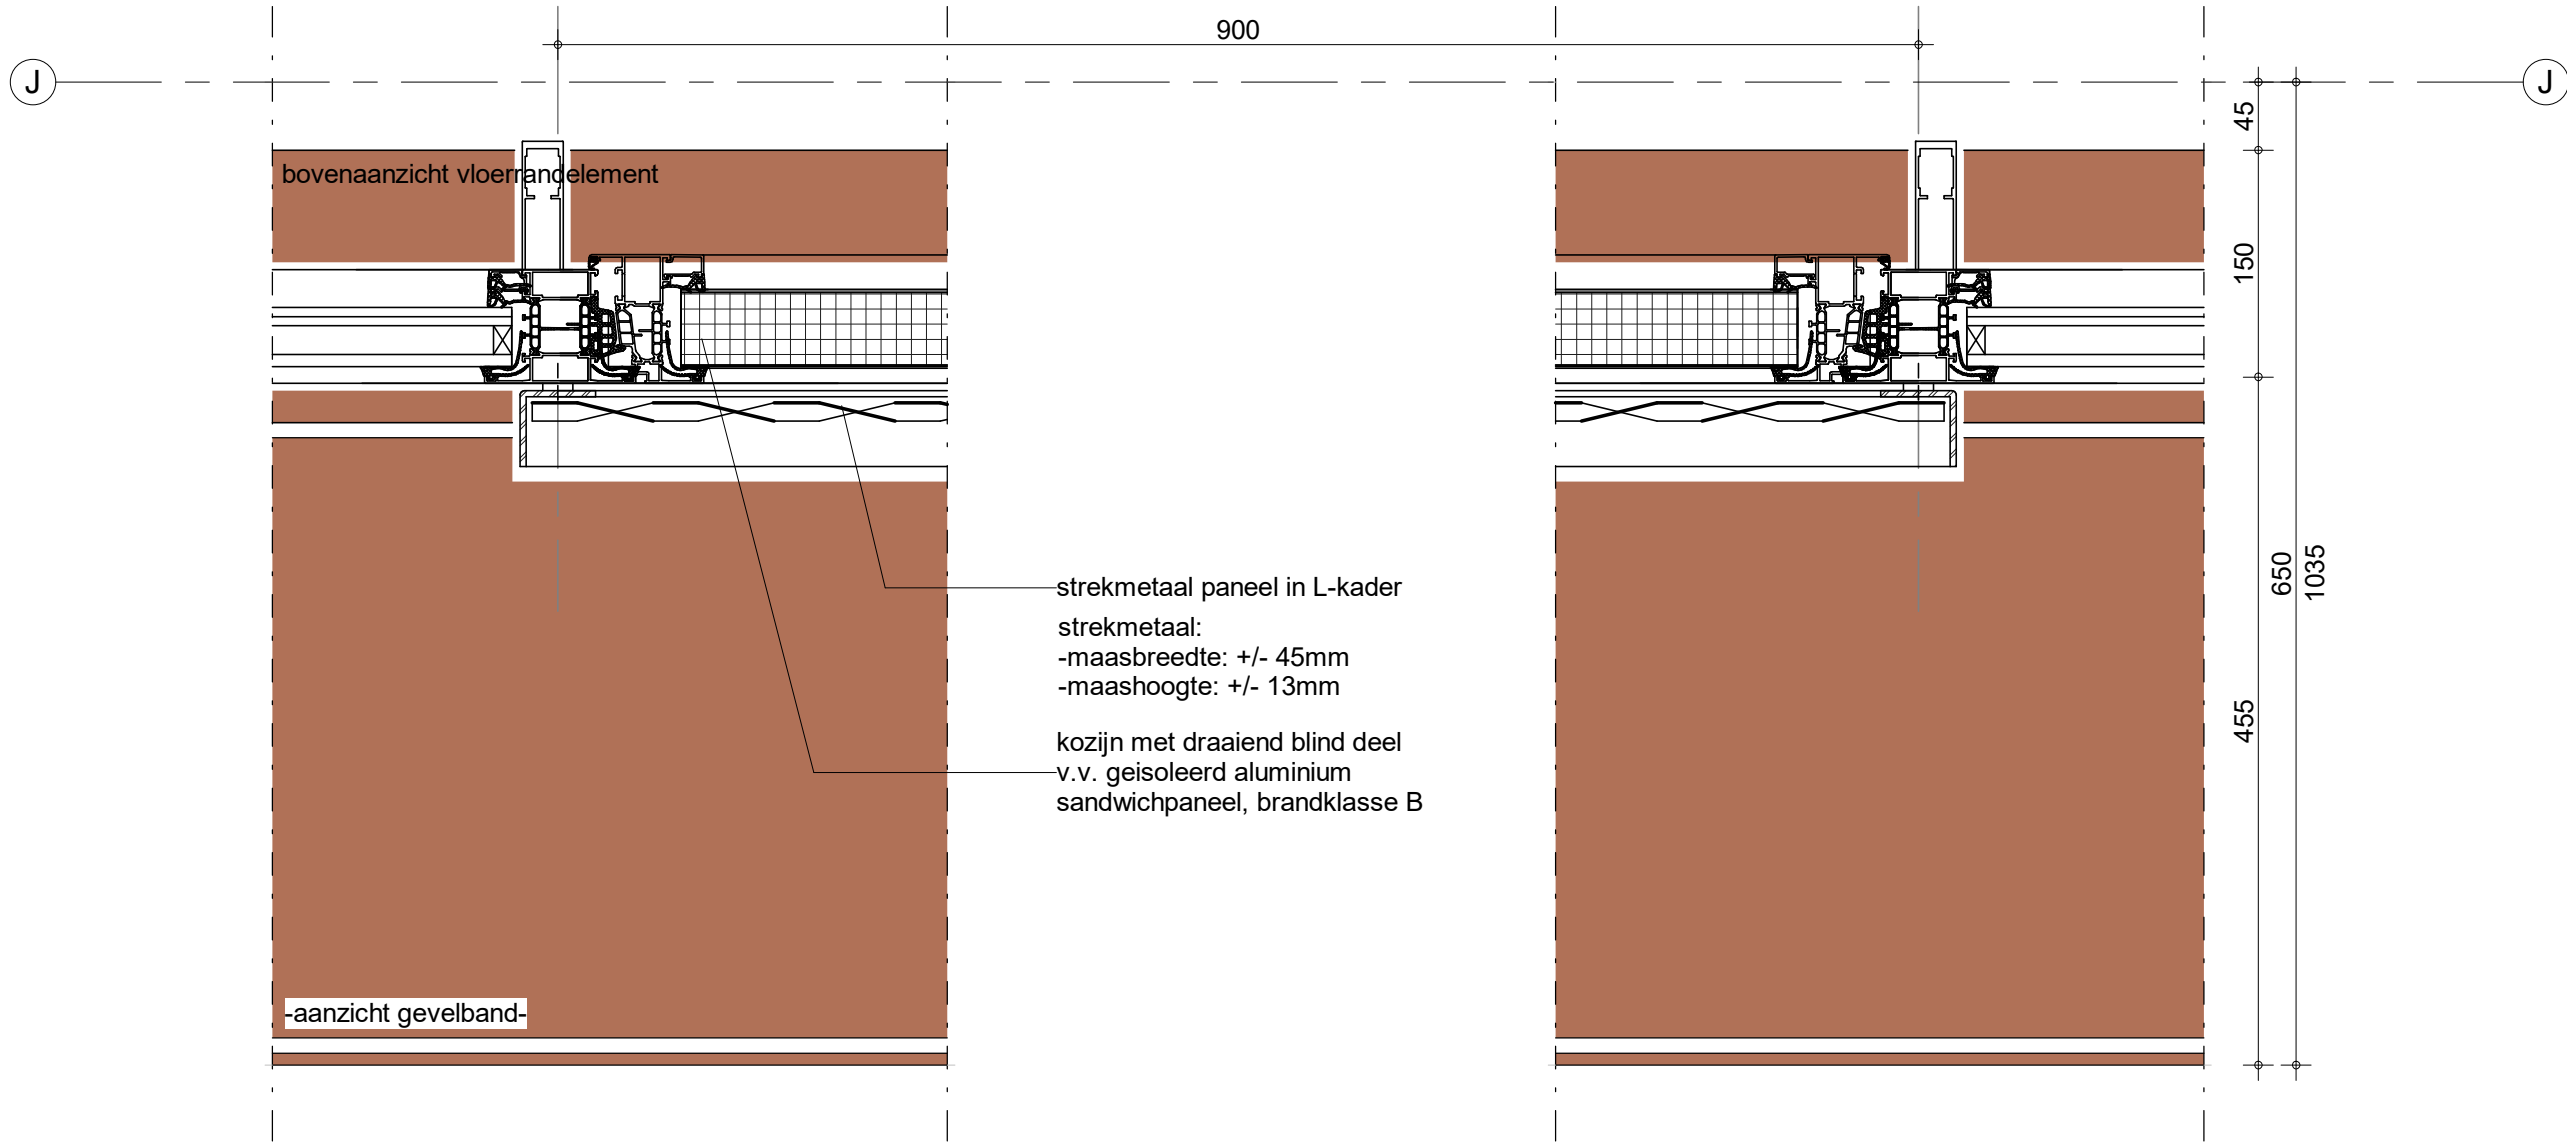 900
J
J
45
bovenaanzicht vloerrandelement
150
strekmetaal paneel in L-kader
strekmetaal:
-maasbreedte: +/- 45mm
-maashoogte: +/- 13mm
650
1035
455
kozijn met draaiend blind deel
v.v. geisoleerd aluminium
sandwichpaneel, brandklasse B
-aanzicht gevelband-